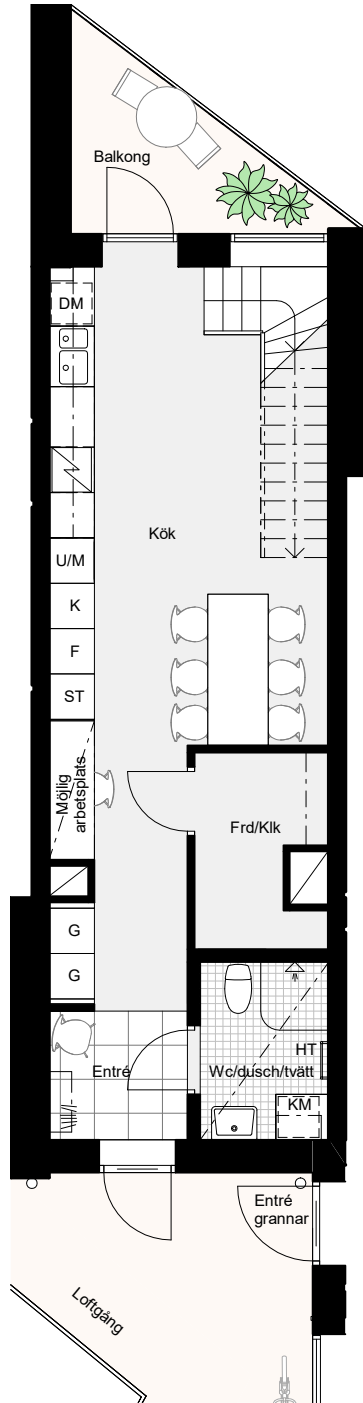 Balkong
DM
Kök
U/M
K
F
ST
Möjlig
arbetsplats
Frd/Klk
G
G
HT
Entré
Wc/dusch/tvätt
KM
Entré
grannar
Loftgång